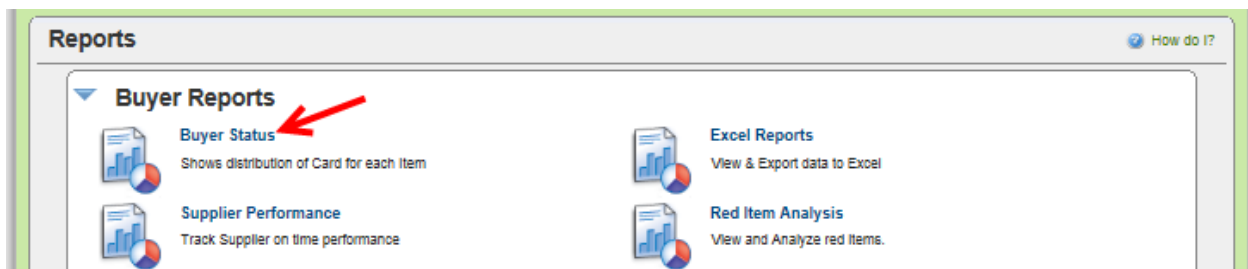 Reports
How do I?
Buyer Reports
Buyer Status
Shows distribution of Card for each Item
Excel Reports
View & Export data to Excel
Supplier Performance
Track Supplier on time performance
Red Item Analysis
View and Analyze red Items.